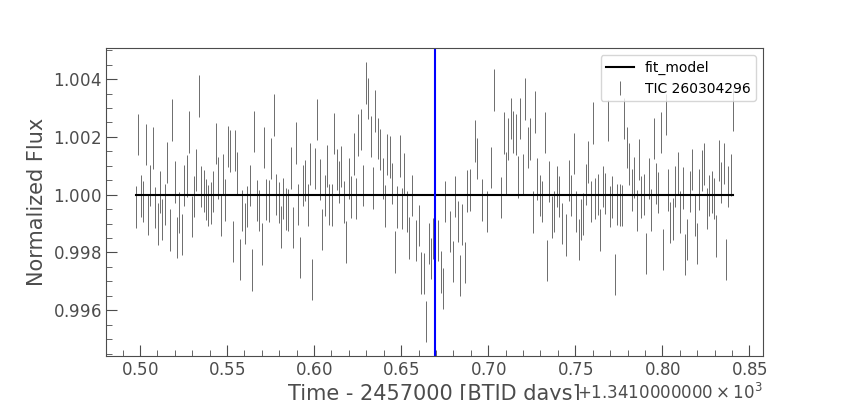 Normalized Flux
1.004
1.002
1.000
0.998
0.996
fit_model
TIC 260304296
0.50 0.55 0.60 0.65 0.70 0.75 0.80 0.85
Time - 2457000 [BTJD days]
+1.3410000000 × 10³